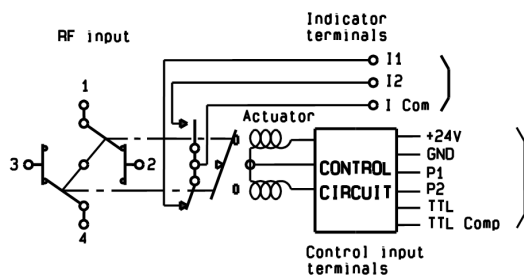 Indicator
terminals
RF input
I1
I2
I Com
1
Actuator
+24V
GND
P1
P2
TTL
TTL Comp
3
2
CONTROL
CIRCUIT
4
Control input
terminals